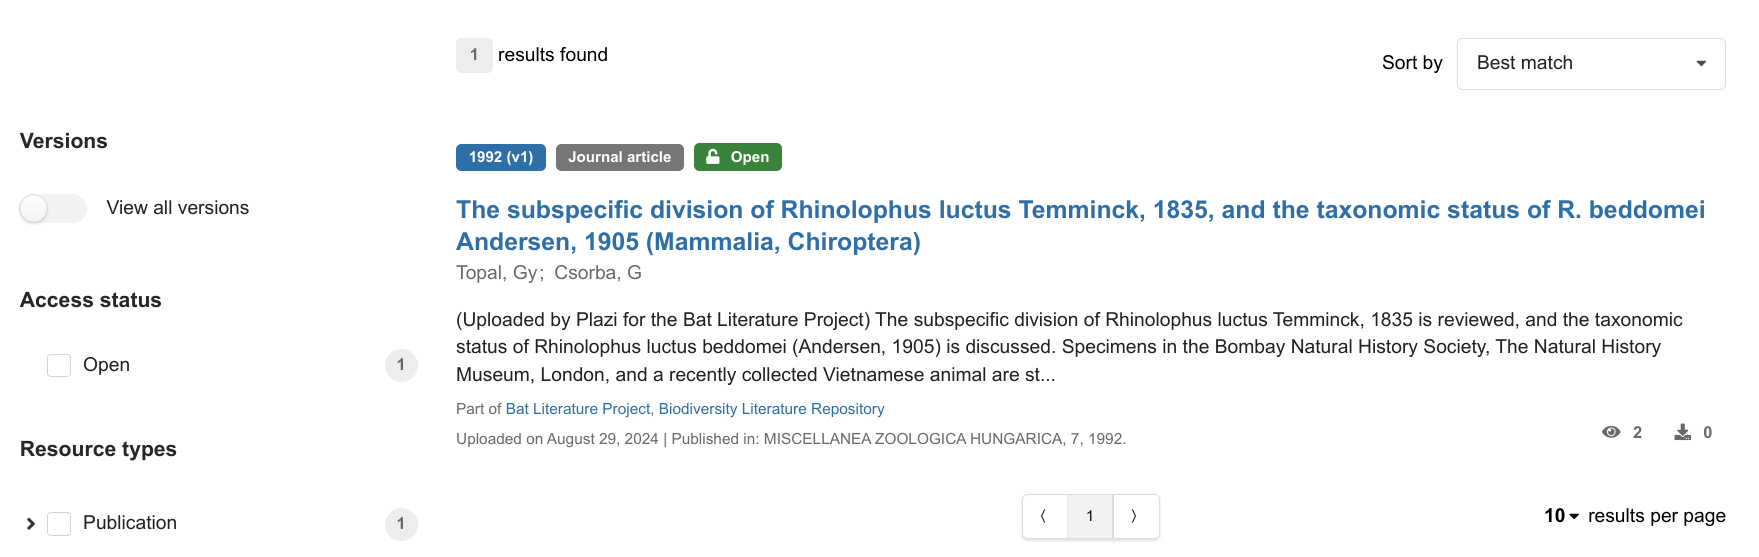 1 results found
Sort by Best match
Versions
View all versions
Access status
Open 1
Resource types
Publication 1
1992 (v1) Journal article Open
The subspecific division of Rhinolophus luctus Temminck, 1835, and the taxonomic status of R. beddomei
Andersen, 1905 (Mammalia, Chiroptera)
Topal, Gy; Csorba, G
(Uploaded by Plazi for the Bat Literature Project) The subspecific division of Rhinolophus luctus Temminck, 1835 is reviewed, and the taxonomic
status of Rhinolophus luctus beddomei (Andersen, 1905) is discussed. Specimens in the Bombay Natural History Society, The Natural History
Museum, London, and a recently collected Vietnamese animal are st...
Part of Bat Literature Project, Biodiversity Literature Repository
Uploaded on August 29, 2024 | Published in: MISCELLANEA ZOOLOGICA HUNGARICA, 7, 1992.
2 0
⟨ 1 ⟩
10 results per page